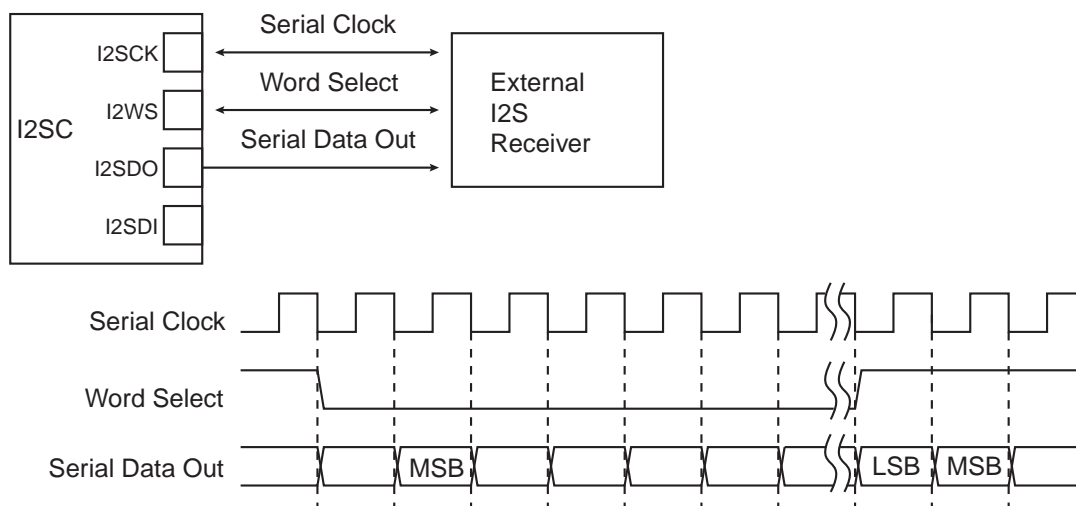 I2SC
I2SCK
I2WS
I2SDO
I2SDI
Serial Clock
Word Select
Serial Data Out
External
I2S
Receiver
Serial Clock
Word Select
Serial Data Out
MSB
LSB
MSB